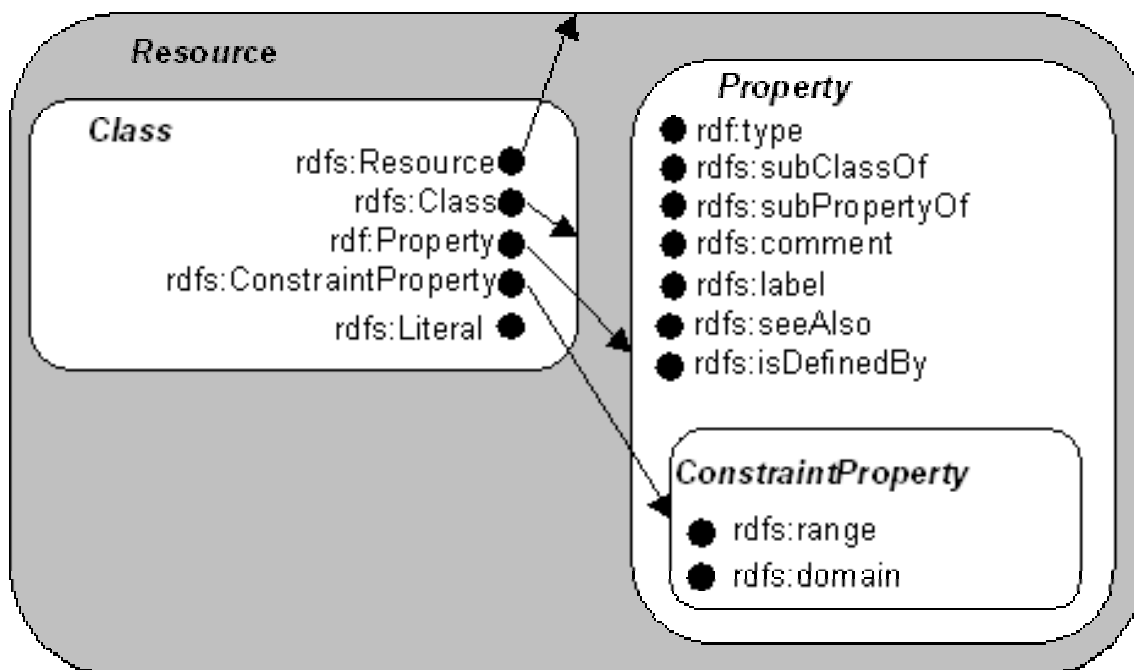 Resource
Class
rdfs:Resource
rdfs:Class
rdf:Property
rdfs:ConstraintProperty
rdfs:Literal
Property
rdf:type
rdfs:subClassOf
rdfs:subPropertyOf
rdfs:comment
rdfs:label
rdfs:seeAlso
rdfs:isDefinedBy
ConstraintProperty
rdfs:range
rdfs:domain